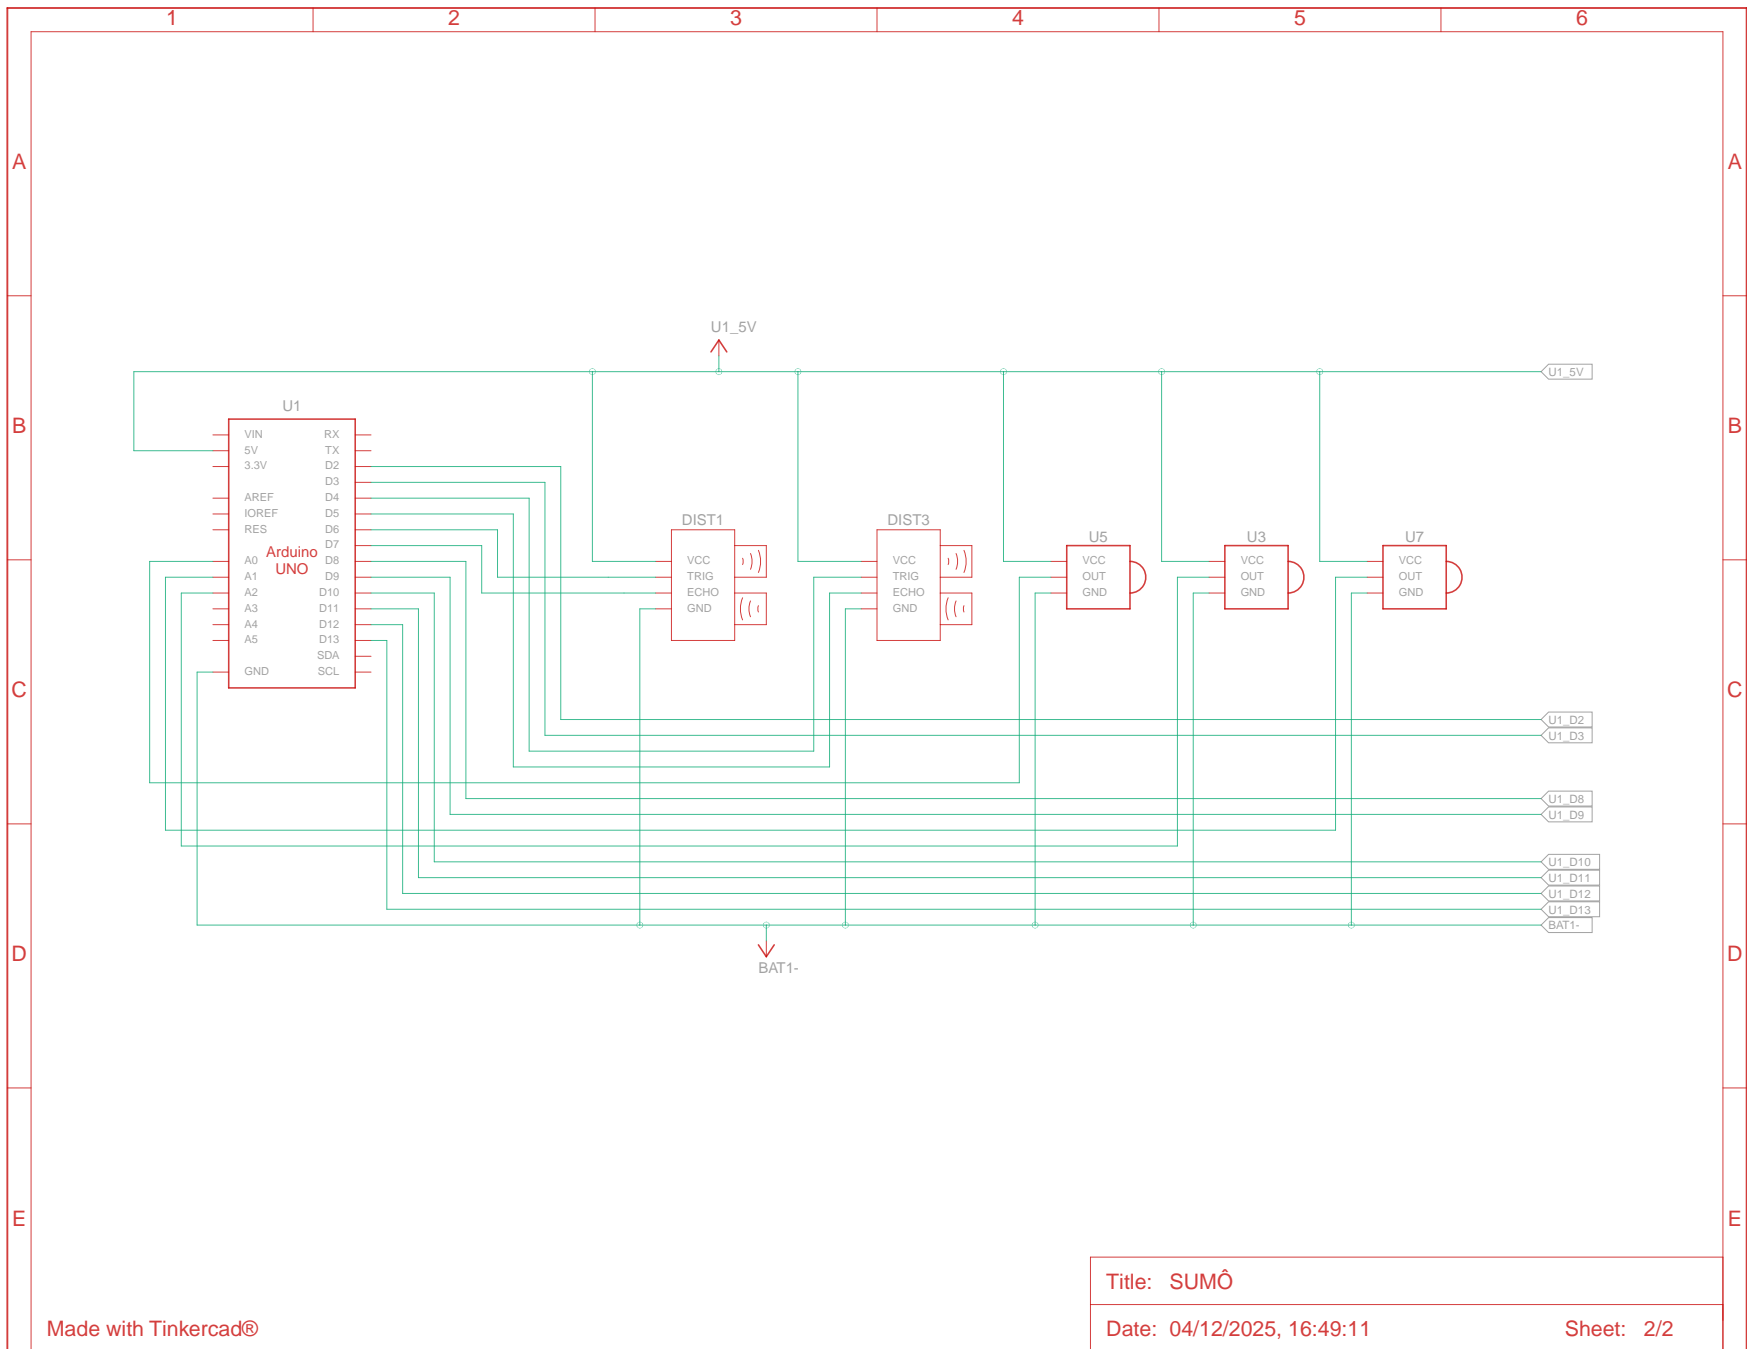 1 2 3 4 5 6
A A
U1_5V
U1_5V
U1
B B
VIN RX
5V TX
3.3V D2
D3
AREF D4
IOREF D5
RES D6
D7
A0 D8
A1 D9
A2 D10
A3 D11
A4 D12
A5 D13
SDA
GND SCL
Arduino
UNO
DIST1
VCC
TRIG
ECHO
GND
DIST3
VCC
TRIG
ECHO
GND
U5
VCC
OUT
GND
U3
VCC
OUT
GND
U7
VCC
OUT
GND
C C
U1_D2
U1_D3
U1_D8
U1_D9
U1_D10
U1_D11
U1_D12
U1_D13
BAT1-
D D
BAT1-
E E
Title: SUMÔ
Made with Tinkercad®
Date: 04/12/2025, 16:49:11 Sheet: 2/2